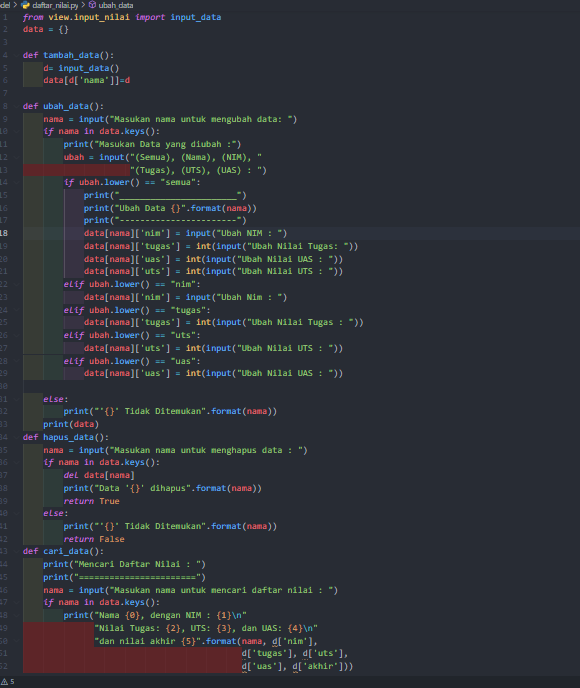 del > daftar_nilai.py > ubah_data
1 from view.input_nilai import input_data
2 data = {}
3
4 def tambah_data():
5 d= input_data()
6 data[d['nama']]=d
7
8 def ubah_data():
9 nama = input("Masukan nama untuk mengubah data: ")
10 if nama in data.keys():
11 print("Masukan Data yang diubah :")
12 ubah = input("(Semua), (Nama), (NIM), "
13 "(Tugas), (UTS), (UAS) : ")
14 if ubah.lower() == "semua":
15 print("_______________________")
16 print("Ubah Data {}".format(nama))
17 print("-----------------------")
18 data[nama]['nim'] = input("Ubah NIM : ")
19 data[nama]['tugas'] = int(input("Ubah Nilai Tugas: "))
20 data[nama]['uas'] = int(input("Ubah Nilai UAS : "))
21 data[nama]['uts'] = int(input("Ubah Nilai UTS : "))
22 elif ubah.lower() == "nim":
23 data[nama]['nim'] = input("Ubah Nim : ")
24 elif ubah.lower() == "tugas":
25 data[nama]['tugas'] = int(input("Ubah Nilai Tugas : "))
26 elif ubah.lower() == "uts":
27 data[nama]['uts'] = int(input("Ubah Nilai UTS : "))
28 elif ubah.lower() == "uas":
29 data[nama]['uas'] = int(input("Ubah Nilai UAS : "))
30
31 else:
32 print("'{}' Tidak Ditemukan".format(nama))
33 print(data)
34 def hapus_data():
35 nama = input("Masukan nama untuk menghapus data : ")
36 if nama in data.keys():
37 del data[nama]
38 print("Data '{}' dihapus".format(nama))
39 return True
40 else:
41 print("'{}' Tidak Ditemukan".format(nama))
42 return False
43 def cari_data():
44 print("Mencari Daftar Nilai : ")
45 print("=======================")
46 nama = input("Masukan nama untuk mencari daftar nilai : ")
47 if nama in data.keys():
48 print("Nama {0}, dengan NIM : {1}\n"
49 "Nilai Tugas: {2}, UTS: {3}, dan UAS: {4}\n"
50 "dan nilai akhir {5}".format(nama, d['nim'],
51 d['tugas'], d['uts'],
52 d['uas'], d['akhir']))
5